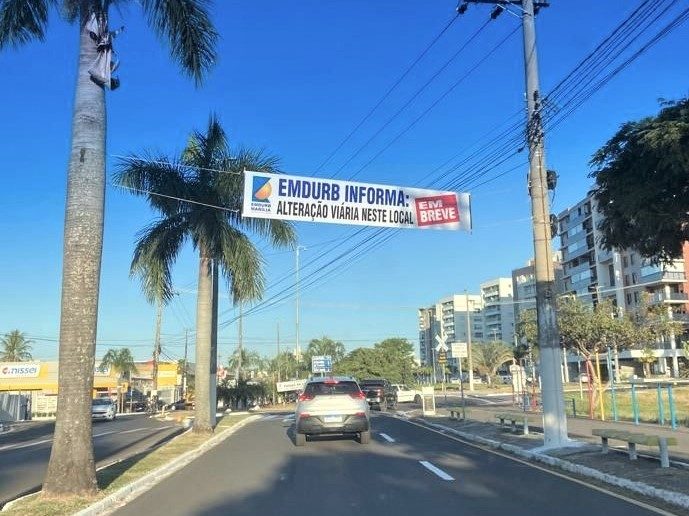 EMDURB
MARÍLIA
EMDURB INFORMA:
ALTERAÇÃO VIÁRIA NESTE LOCAL
EM
BREVE
nissei